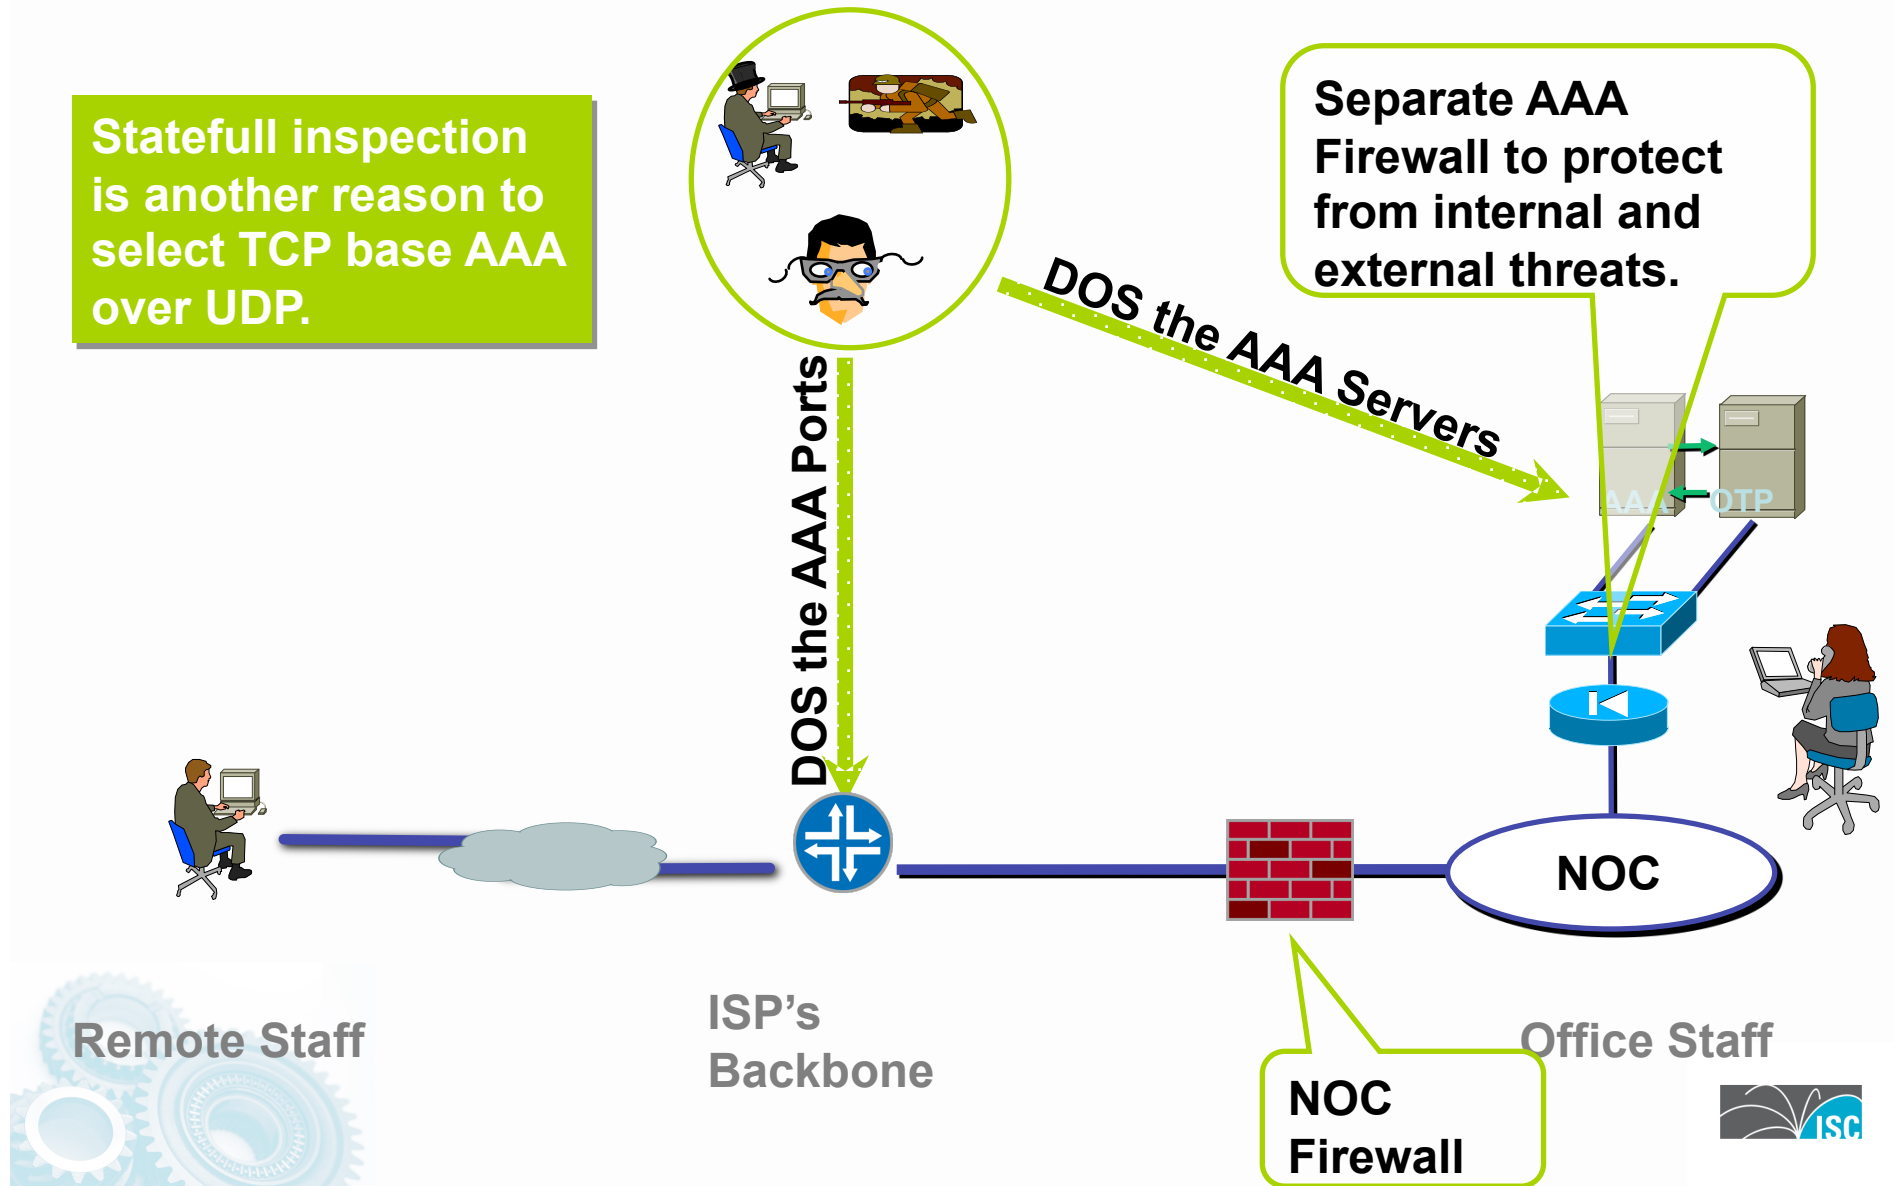 Statefull inspection
is another reason to
select TCP base AAA
over UDP.
Separate AAA
Firewall to protect
from internal and
external threats.
DOS the AAA Servers
DOS the AAA Ports
AAA
OTP
NOC
Remote Staff
ISP’s
Backbone
Office Staff
NOC
Firewall
ISC